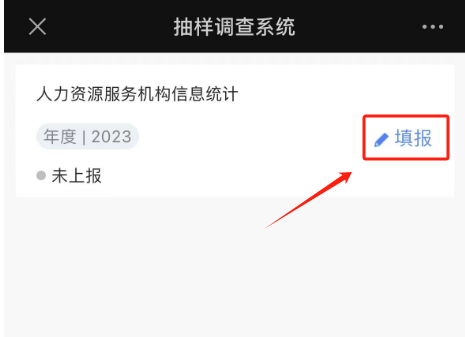 抽样调查系统
人力资源服务机构信息统计
年度 | 2023
填报
未上报